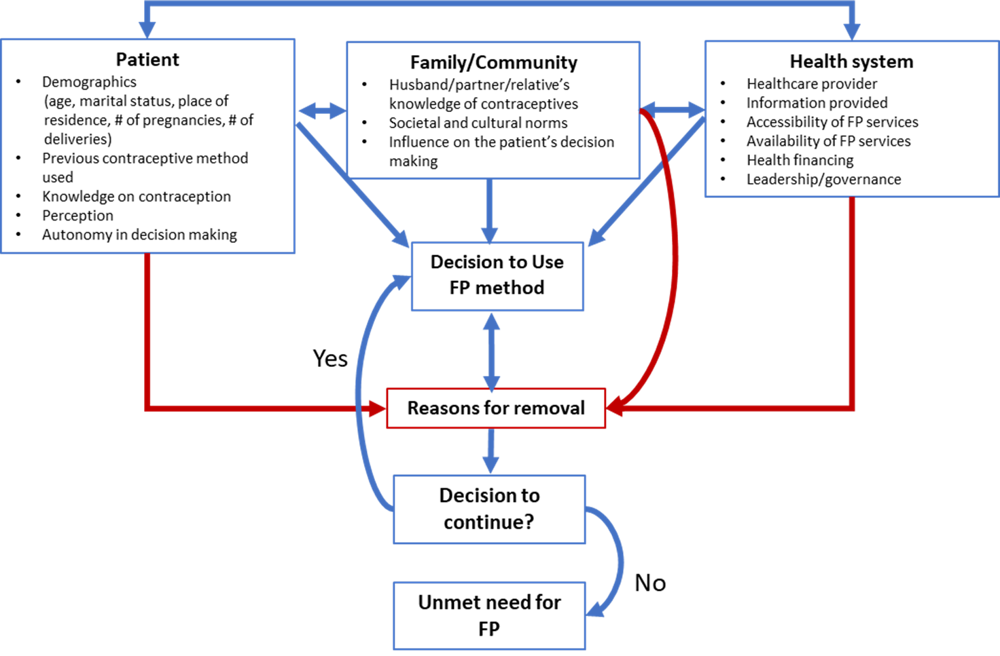 Patient
• Demographics
(age, marital status, place of
residence, # of pregnancies, # of
deliveries)
• Previous contraceptive method
used
• Knowledge on contraception
• Perception
• Autonomy in decision making
Family/Community
• Husband/partner/relative's
knowledge of contraceptives
• Societal and cultural norms
• Influence on the patient's decision
making
Health system
• Healthcare provider
• Information provided
• Accessibility of FP services
• Availability of FP services
• Health financing
• Leadership/governance
Decision to Use
FP method
Yes
Reasons for removal
Decision to
continue?
No
Unmet need for
FP